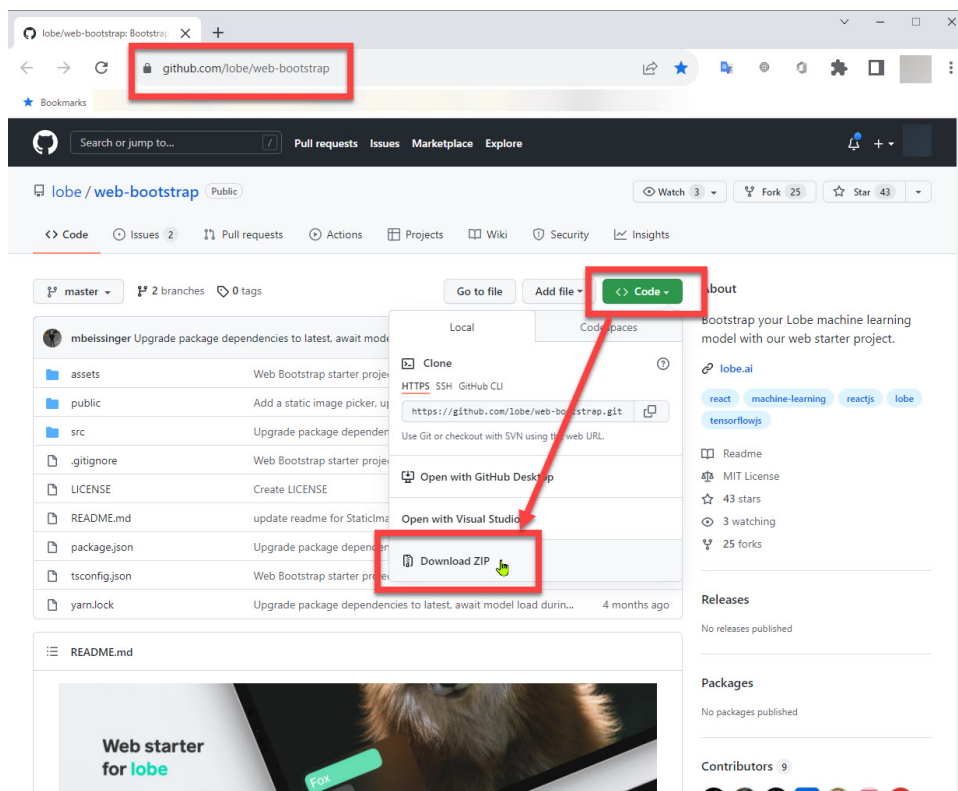 lobe/web-bootstrap: Bootstrap
github.com/lobe/web-bootstrap
Bookmarks
Search or jump to... / Pull requests Issues Marketplace Explore
lobe / web-bootstrap Public
Watch 3 Fork 25 Star 43
Code Issues 2 Pull requests Actions Projects Wiki Security Insights
master 2 branches 0 tags Go to file Add file Code
About
Bootstrap your Lobe machine learning
model with our web starter project.
lobe.ai
react machine-learning reactjs lobe
tensorflowjs
Readme
MIT License
43 stars
3 watching
25 forks
Releases
No releases published
Packages
No packages published
Contributors 9
Local Codespaces
Clone
HTTPS SSH GitHub CLI
https://github.com/lobe/web-bootstrap.git
Use Git or checkout with SVN using the web URL.
Open with GitHub Desktop
Open with Visual Studio
Download ZIP
mbeissinger Upgrade package dependencies to latest, await mode
assets Web Bootstrap starter proje
public Add a static image picker, up
src Upgrade package dependen
.gitignore Web Bootstrap starter proje
LICENSE Create LICENSE
README.md update readme for StaticIma
package.json Upgrade package dependen
tsconfig.json Web Bootstrap starter proje
yarn.lock Upgrade package dependencies to latest, await model load durin... 4 months ago
README.md
Web starter
for lobe
Fox